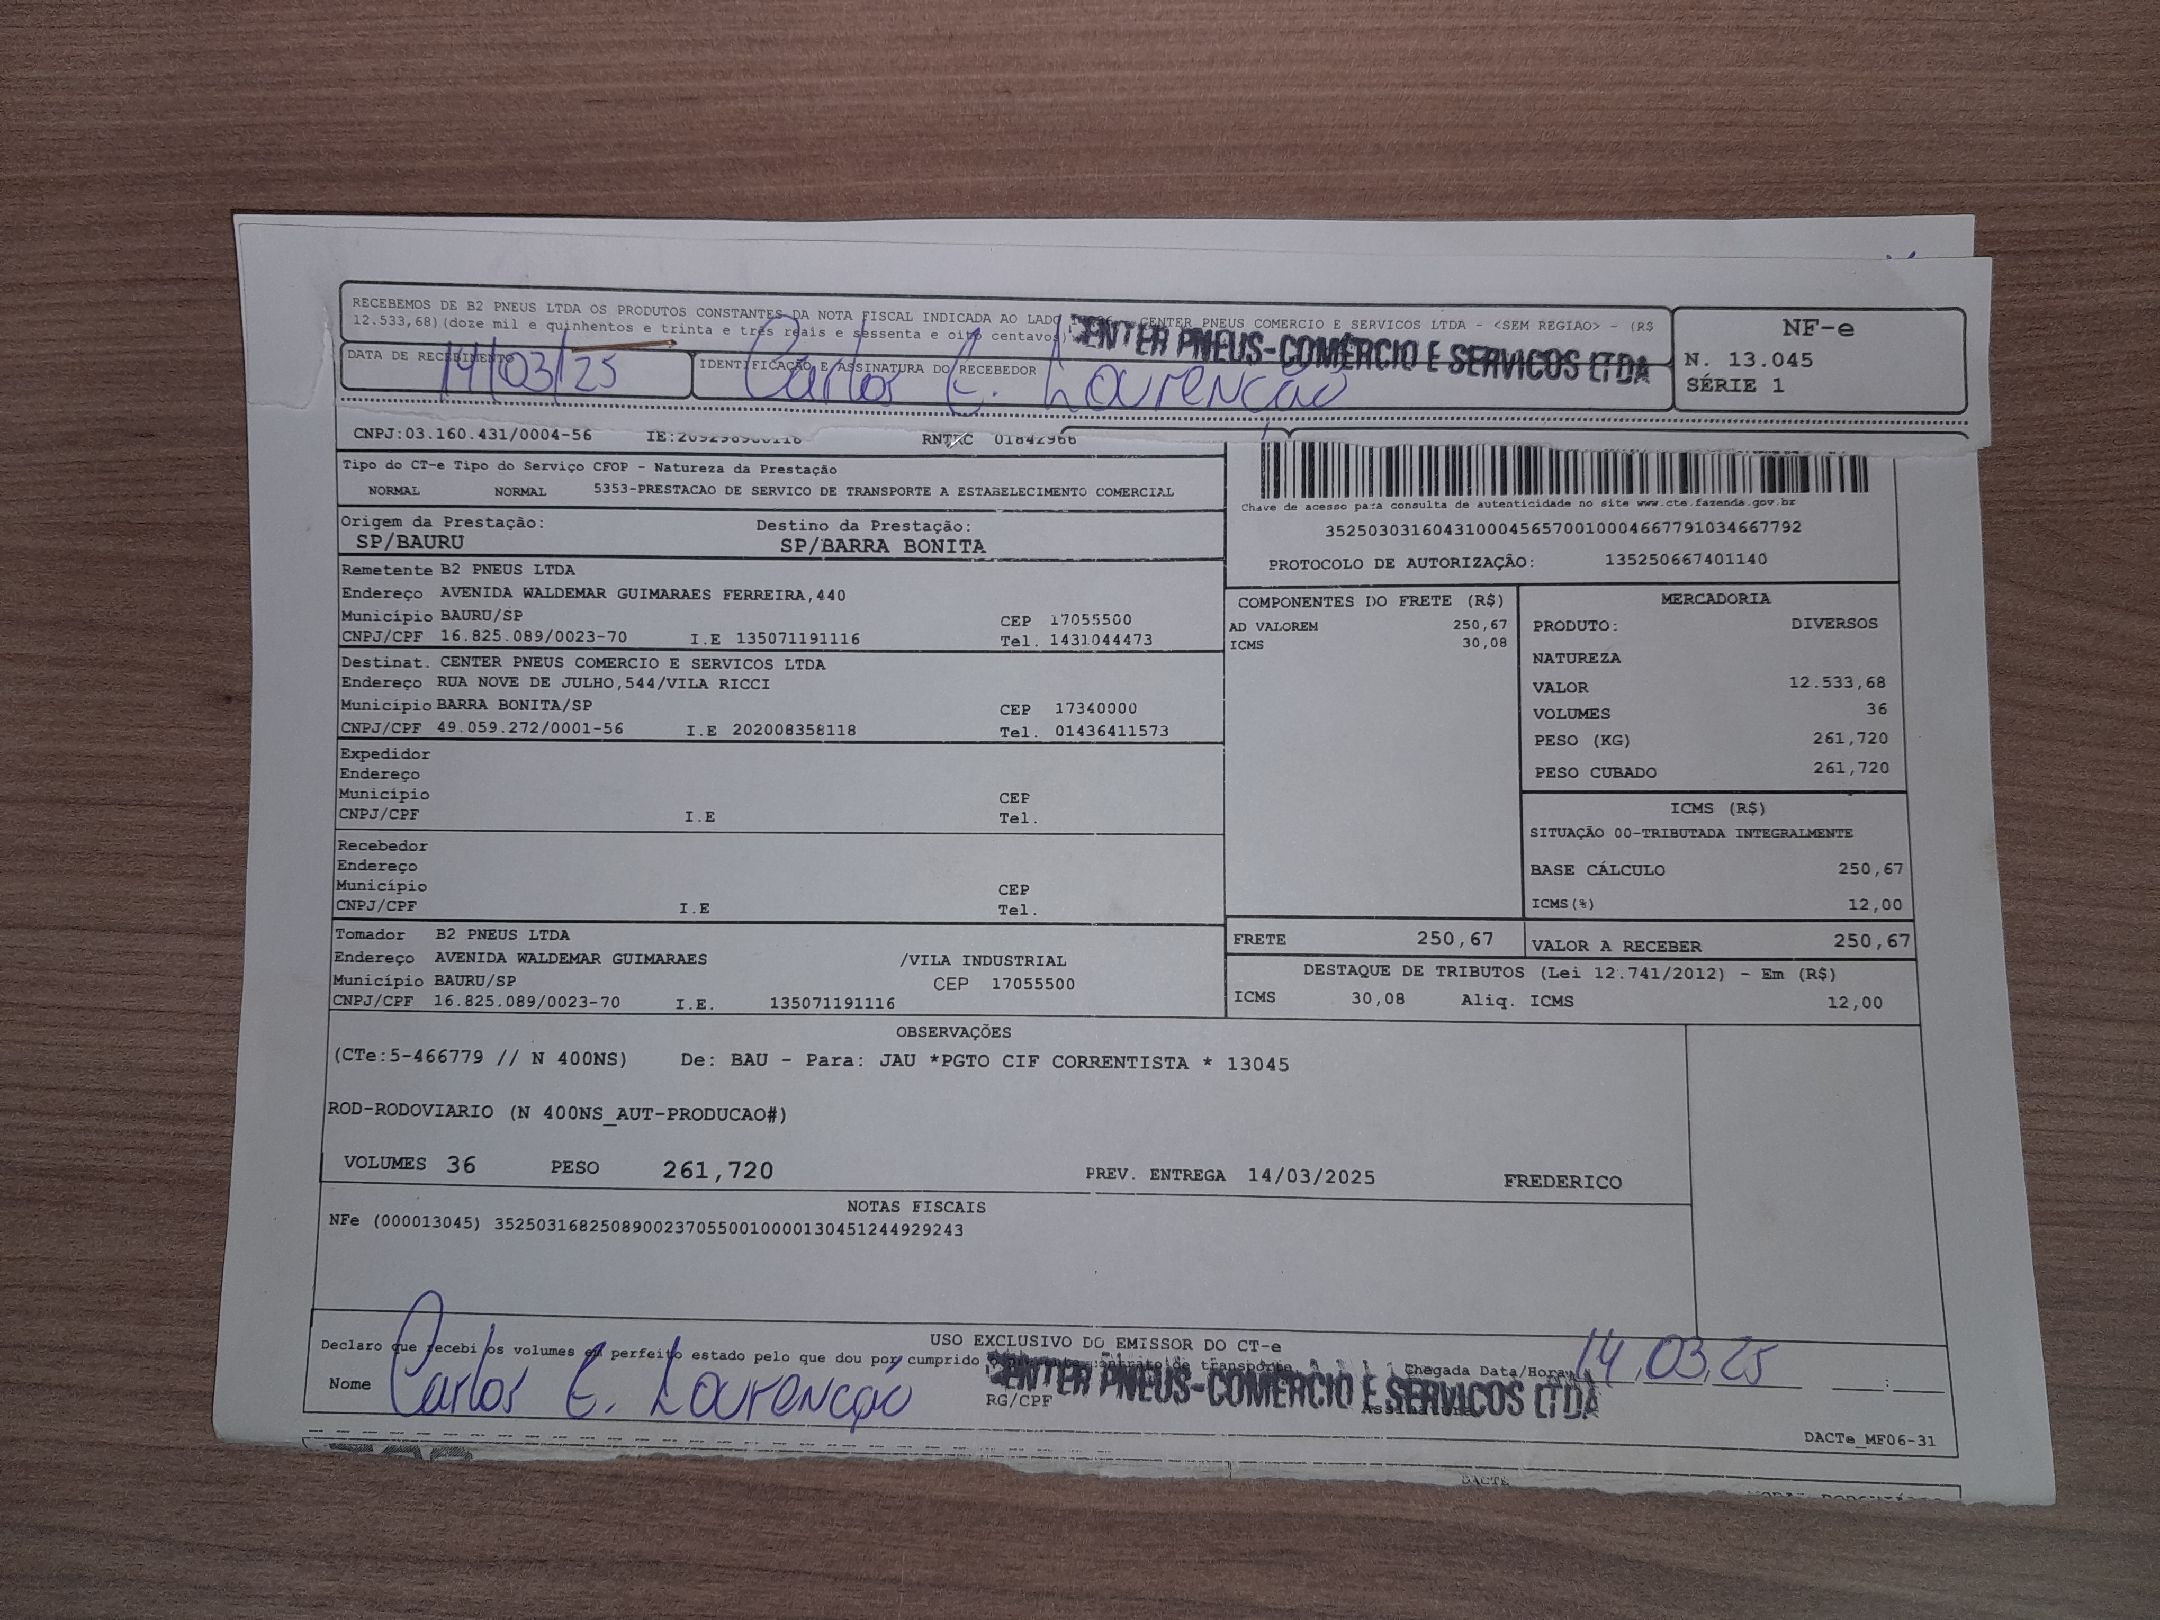 RECEBEMOS DE B2 PNEUS LTDA OS PRODUTOS CONSTANTES DA NOTA FISCAL INDICADA AO LADO CENTER PNEUS COMERCIO E SERVICOS LTDA - <SEM REGIAO> - (R$
12.533,68)(doze mil e quinhentos e trinta e três reais e sessenta e oito centavos)
ENTER PNEUS-COMÉRCIO E SERVICOS LTDA
DATA DE RECEBIMENTO
14/03/25
IDENTIFICAÇÃO E ASSINATURA DO RECEBEDOR
Carlos E. Lourenção
NF-e
N. 13.045
SÉRIE 1
CNPJ:03.160.431/0004-56 IE: RNTRC 01842966
Tipo do CT-e Tipo do Serviço CFOP - Natureza da Prestação
NORMAL NORMAL 5353-PRESTACAO DE SERVICO DE TRANSPORTE A ESTABELECIMENTO COMERCIAL
Origem da Prestação: Destino da Prestação:
SP/BAURU SP/BARRA BONITA
Chave de acesso para consulta de autenticidade no site www.cte.fazenda.gov.br
35250303160431000456570010004667791034667792
PROTOCOLO DE AUTORIZAÇÃO: 135250667401140
Remetente B2 PNEUS LTDA
Endereço AVENIDA WALDEMAR GUIMARAES FERREIRA,440
Município BAURU/SP CEP 17055500
CNPJ/CPF 16.825.089/0023-70 I.E 135071191116 Tel. 1431044473
Destinat. CENTER PNEUS COMERCIO E SERVICOS LTDA
Endereço RUA NOVE DE JULHO,544/VILA RICCI
Município BARRA BONITA/SP CEP 17340000
CNPJ/CPF 49.059.272/0001-56 I.E 202008358118 Tel. 01436411573
Expedidor
Endereço
Município CEP
CNPJ/CPF I.E Tel.
Recebedor
Endereço
Município CEP
CNPJ/CPF I.E Tel.
Tomador B2 PNEUS LTDA
Endereço AVENIDA WALDEMAR GUIMARAES /VILA INDUSTRIAL
Município BAURU/SP CEP 17055500
CNPJ/CPF 16.825.089/0023-70 I.E. 135071191116
COMPONENTES DO FRETE (R$)
AD VALOREM 250,67
ICMS 30,08
MERCADORIA
PRODUTO: DIVERSOS
NATUREZA
VALOR 12.533,68
VOLUMES 36
PESO (KG) 261,720
PESO CUBADO 261,720
ICMS (R$)
SITUAÇÃO 00-TRIBUTADA INTEGRALMENTE
BASE CÁLCULO 250,67
ICMS(%) 12,00
FRETE 250,67 VALOR A RECEBER 250,67
DESTAQUE DE TRIBUTOS (Lei 12.741/2012) - Em (R$)
ICMS 30,08 Aliq. ICMS 12,00
OBSERVAÇÕES
(CTe:5-466779 // N 400NS) De: BAU - Para: JAU *PGTO CIF CORRENTISTA * 13045
ROD-RODOVIARIO (N 400NS_AUT-PRODUCAO#)
VOLUMES 36 PESO 261,720 PREV. ENTREGA 14/03/2025 FREDERICO
NOTAS FISCAIS
NFe (000013045) 35250316825089002370550010000130451244929243
USO EXCLUSIVO DO EMISSOR DO CT-e
Declaro que recebi os volumes em perfeito estado pelo que dou por cumprido contrato de transporte Chegada Data/Hora 14.03.25
Nome Carlos E. Lourenção RG/CPF Assinatura
ENTER PNEUS-COMÉRCIO E SERVICOS LTDA
DACTe_MF06-31
DACTE